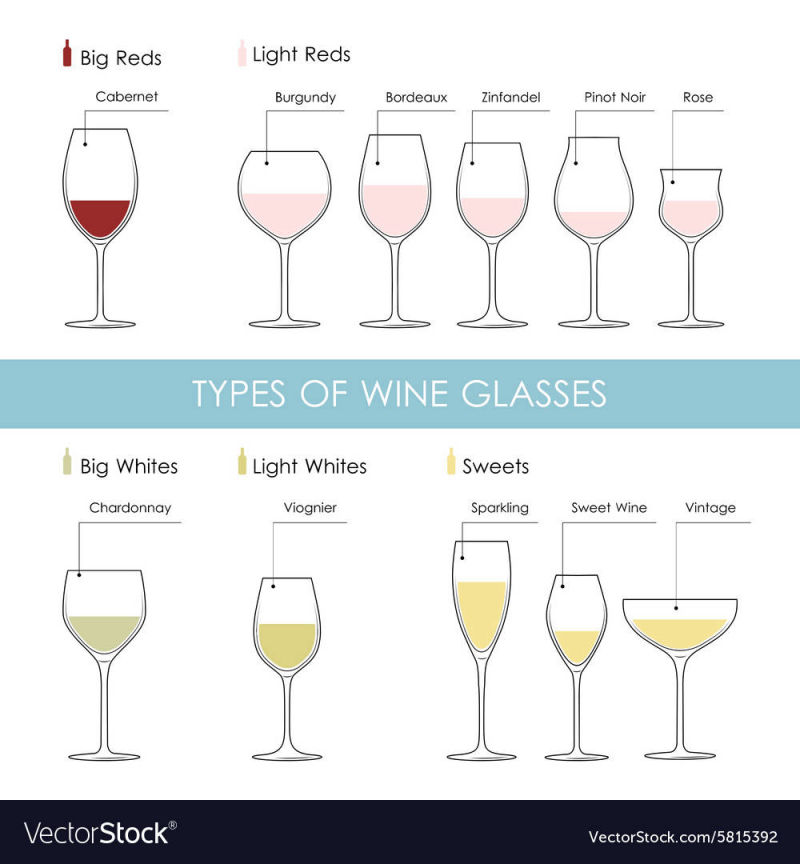 Big Reds
Light Reds
Cabernet
Burgundy
Bordeaux
Zinfandel
Pinot Noir
Rose
TYPES OF WINE GLASSES
Big Whites
Light Whites
Sweets
Chardonnay
Viognier
Sparkling
Sweet Wine
Vintage
VectorStock®
VectorStock.com/5815392